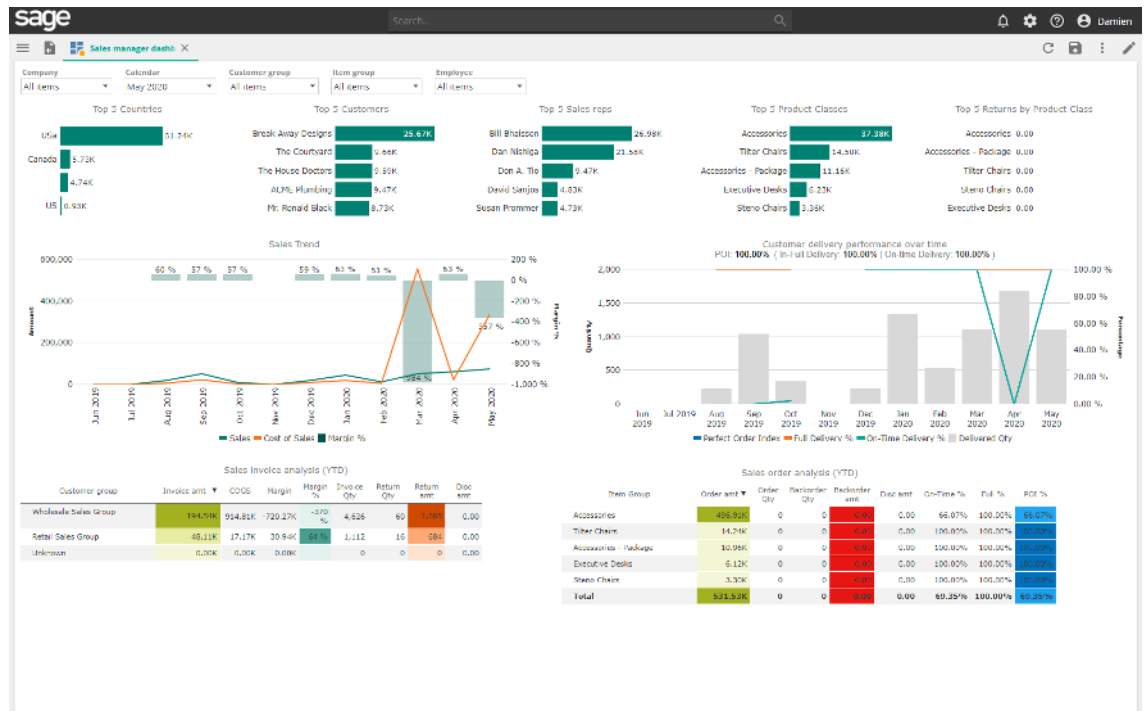 sage Search... Damien
Sales manager dashb
Company Calendar Customer group Item group Employee
All items May 2020 All items All items All items
Top 5 Countries
USa 61.24K
Canada 5.73K
4.74K
US 0.93K
Top 5 Customers
Break Away Designs 25.67K
The Courtyard 9.66K
The House Doctors 9.59K
ACME Plumbing 9.47K
Mr. Ronald Black 8.73K
Top 5 Sales reps
Bill Bhaisson 26.98K
Dan Nishiga 21.58K
Don A. Tio 9.47K
David Sanjos 4.83K
Susan Prommer 4.73K
Top 5 Product Classes
Accessories 37.38K
Tilter Chairs 14.50K
Accessories - Package 11.16K
Executive Desks 6.23K
Steno Chairs 3.36K
Top 5 Returns by Product Class
Accessories 0.00
Accessories - Package 0.00
Tilter Chairs 0.00
Steno Chairs 0.00
Executive Desks 0.00
Sales Trend
600,000 200 %
60 % 57 % 57 % 59 % 63 % 51 % 63 %
0 %
400,000 -200 %
-400 %
357 %
200,000 -600 %
-800 %
984 %
0 -1,000 %
Amount
Margin %
Jun 2019 Jul 2019 Aug 2019 Sep 2019 Oct 2019 Nov 2019 Dec 2019 Jan 2020 Feb 2020 Mar 2020 Apr 2020 May 2020
Sales Cost of Sales Margin %
Customer delivery performance over time
POI: 100.00% ( In-Full Delivery: 100.00% | On-time Delivery: 100.00% )
2,000 100.00 %
80.00 %
1,500
60.00 %
1,000
40.00 %
500
20.00 %
0 0.00 %
Quantity
Percentage
Jun 2019 Jul 2019 Aug 2019 Sep 2019 Oct 2019 Nov 2019 Dec 2019 Jan 2020 Feb 2020 Mar 2020 Apr 2020 May 2020
Perfect Order Index Full Delivery % On-Time Delivery % Delivered Qty
Sales invoice analysis (YTD)
Customer group Invoice amt ▼ COGS Margin Margin % Invoice Qty Return Qty Return amt Disc amt
Wholesale Sales Group 194.54K 914.81K -720.27K -370 % 4,626 60 0.00
Retail Sales Group 48.11K 17.17K 30.94K 64 % 1,112 16 684 0.00
Unknown 0.00K 0.00K 0.00K 0 0 0 0.00
Sales order analysis (YTD)
Item Group Order amt ▼ Order Qty Backorder Qty Backorder amt Disc amt On-Time % Full % POI %
Accessories 496.91K 0 0 0.00 0.00 66.07% 100.00% 66.07%
Tilter Chairs 14.24K 0 0 0.00 0.00 100.00% 100.00% 100.00%
Accessories - Package 10.96K 0 0 0.00 0.00 100.00% 100.00% 100.00%
Executive Desks 6.12K 0 0 0.00 0.00 100.00% 100.00% 100.00%
Steno Chairs 3.30K 0 0 0.00 0.00 100.00% 100.00% 100.00%
Total 531.53K 0 0 0.00 0.00 69.35% 100.00% 69.35%